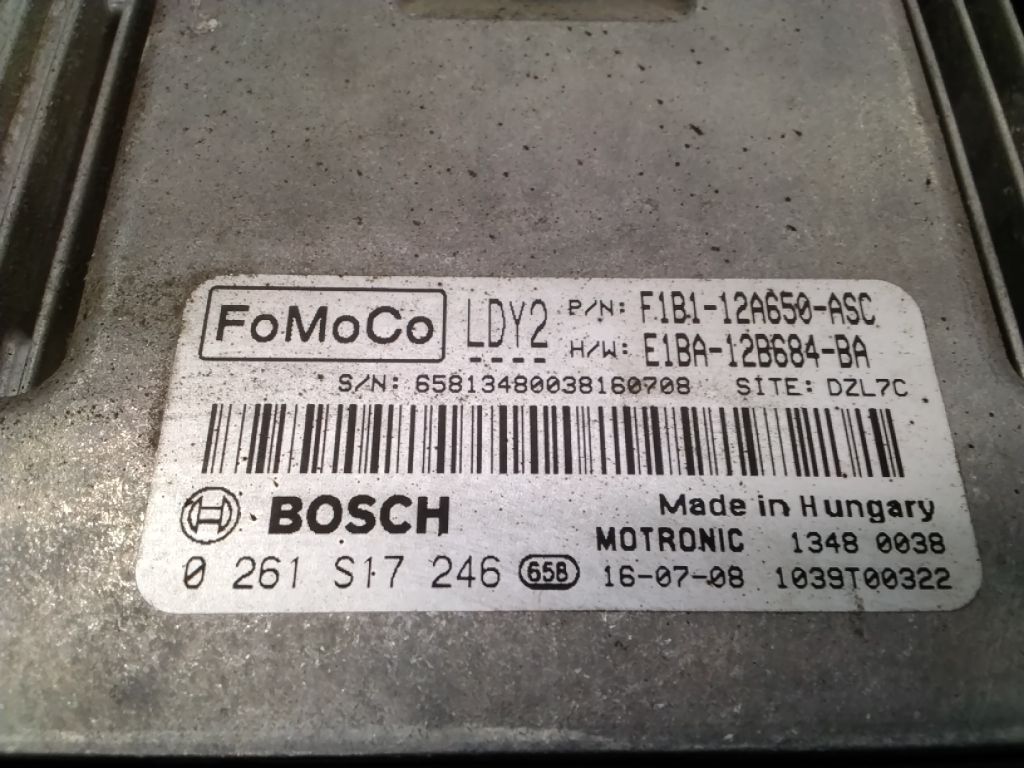 FoMoCo LDY2 P/N: F1B1-12A650-ASC
H/W: E1BA-12B684-BA
S/N: 65813480038160708 SITE: DZL7C
BOSCH Made in Hungary
MOTRONIC 1348 0038
0 261 S17 246 658 16-07-08 1039T00322